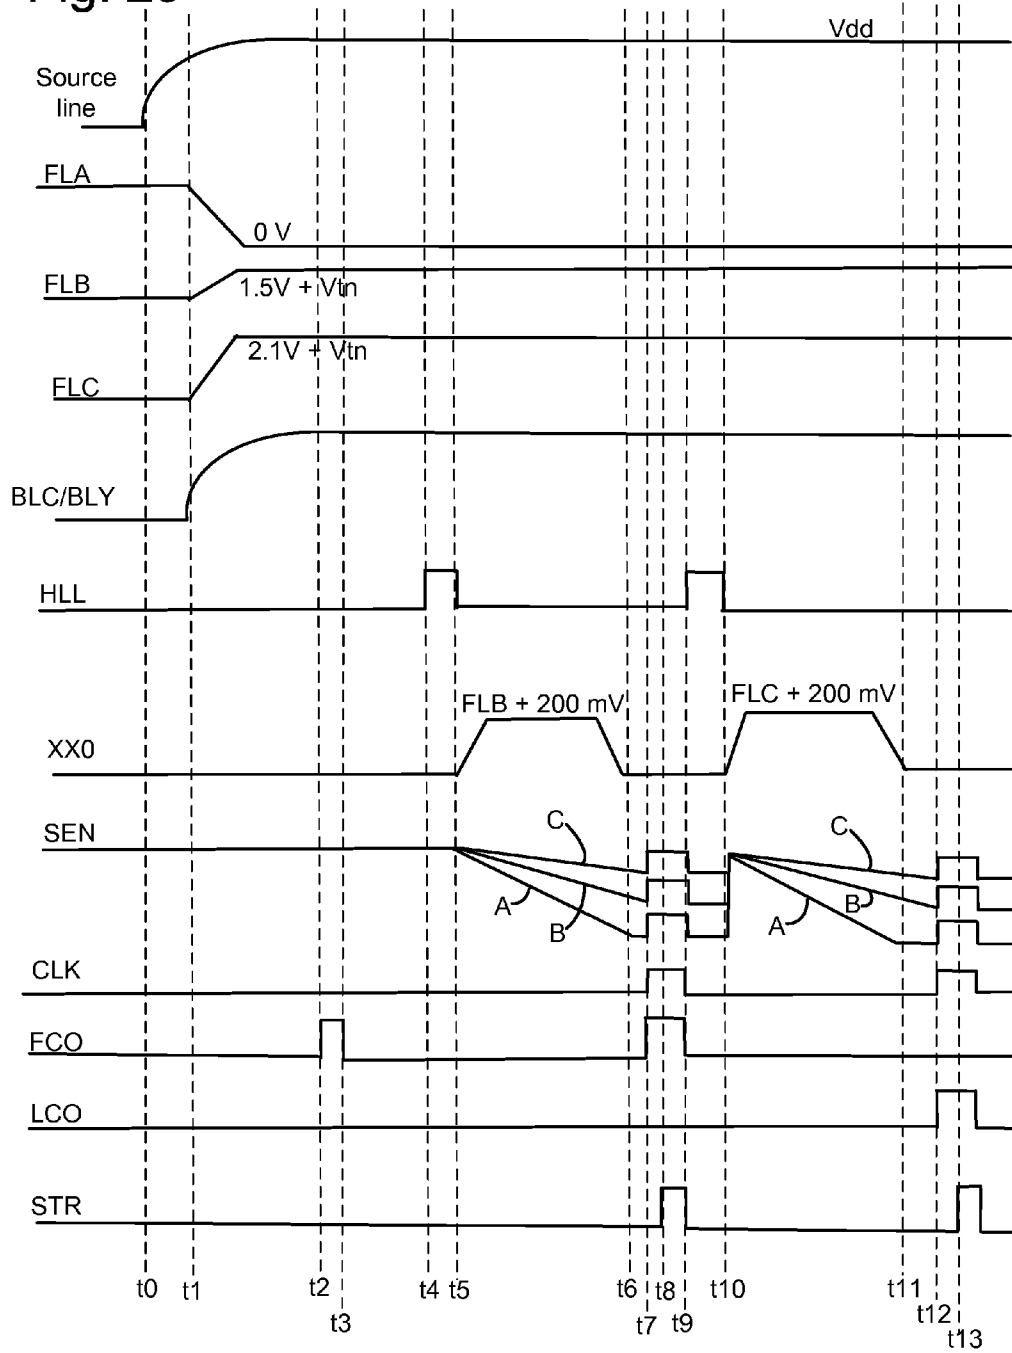 Vdd
Source
line
FLA
0 V
FLB
1.5V + Vtn
2.1V + Vtn
FLC
BLC/BLY
HLL
FLB + 200 mV
FLC + 200 mV
XX0
SEN
C
C
A
B
A
B
CLK
FCO
LCO
STR
t0
t1
t2
t3
t4
t5
t6
t7
t8
t9
t10
t11
t12
t13